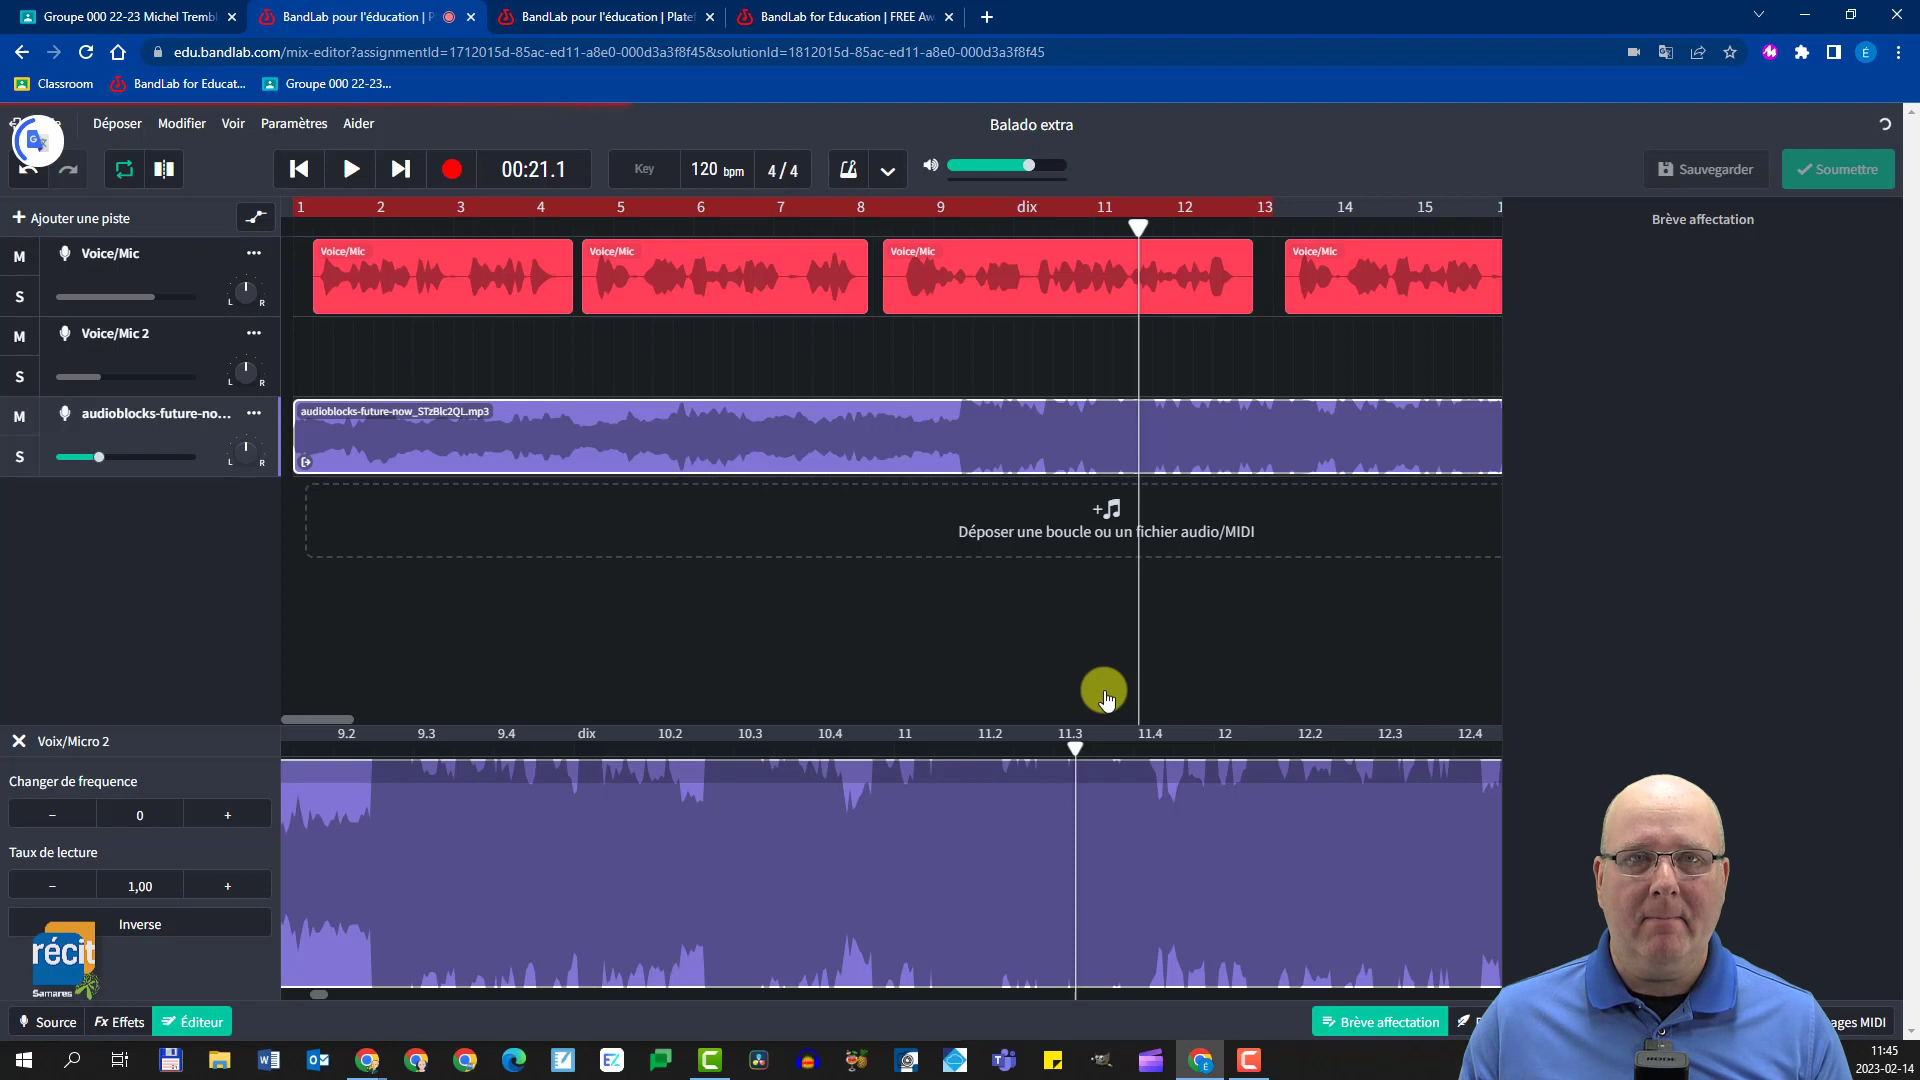 Groupe 000 22-23 Michel Trembl
BandLab pour l'éducation | P
BandLab pour l'éducation | Platef
BandLab for Education | FREE Aw
edu.bandlab.com/mix-editor?assignmentId=1712015d-85ac-ed11-a8e0-000d3a3f8f45&solutionId=1812015d-85ac-ed11-a8e0-000d3a3f8f45
É
Classroom
BandLab for Educat...
Groupe 000 22-23...
Déposer
Modifier
Voir
Paramètres
Aider
Balado extra
00:21.1
Key
120 bpm
4 / 4
Sauvegarder
Soumettre
Ajouter une piste
1 2 3 4 5 6 7 8 9 dix 11 12 13 14 15
Brève affectation
M
Voice/Mic
S
L R
Voice/Mic
Voice/Mic
Voice/Mic
Voice/Mic
M
Voice/Mic 2
S
L R
M
audioblocks-future-no...
S
L R
audioblocks-future-now_STzBlc2QL.mp3
Déposer une boucle ou un fichier audio/MIDI
Voix/Micro 2
9.2 9.3 9.4 dix 10.2 10.3 10.4 11 11.2 11.3 11.4 12 12.2 12.3 12.4
Changer de frequence
− 0 +
Taux de lecture
− 1,00 +
Inverse
récit
Samares
Source
Fx Effets
Éditeur
Brève affectation
ages MIDI
RODE
EZ
11:45
2023-02-14